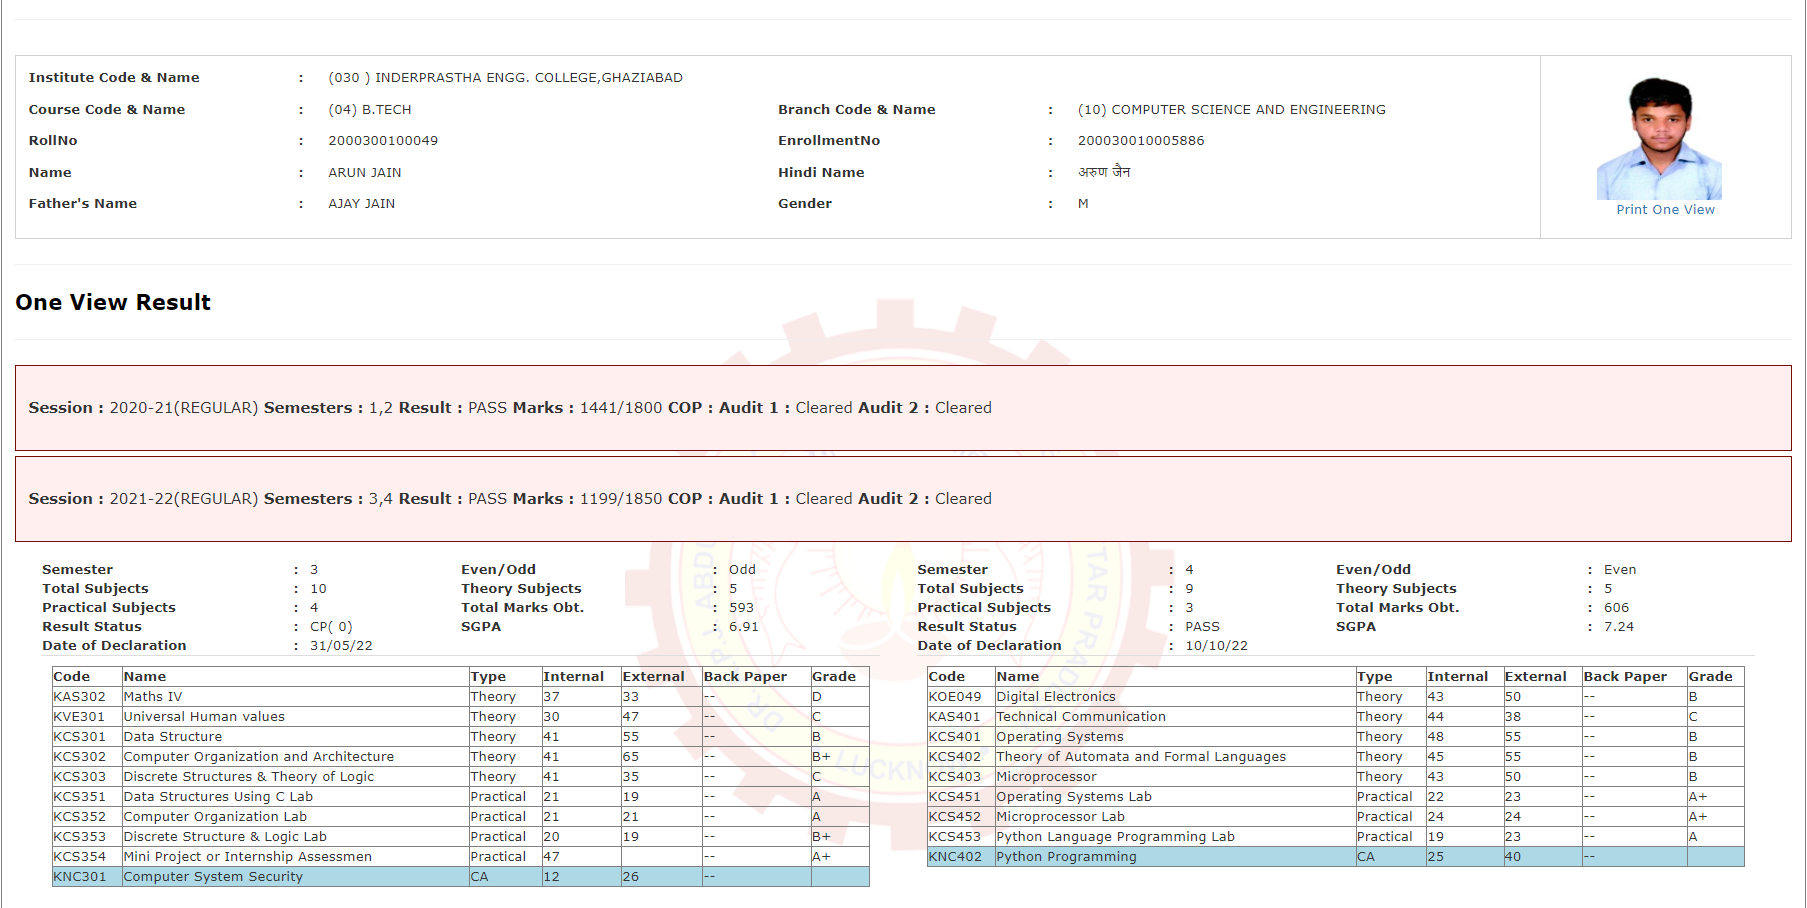 Institute Code & Name : (030 ) INDERPRASTHA ENGG. COLLEGE,GHAZIABAD
Course Code & Name : (04) B.TECH Branch Code & Name : (10) COMPUTER SCIENCE AND ENGINEERING
RollNo : 2000300100049 EnrollmentNo : 200030010005886
Name : ARUN JAIN Hindi Name : अरुण जैन
Father's Name : AJAY JAIN Gender : M
Print One View
One View Result
Session : 2020-21(REGULAR) Semesters : 1,2 Result : PASS Marks : 1441/1800 COP : Audit 1 : Cleared Audit 2 : Cleared
Session : 2021-22(REGULAR) Semesters : 3,4 Result : PASS Marks : 1199/1850 COP : Audit 1 : Cleared Audit 2 : Cleared
Semester : 3 Even/Odd : Odd
Total Subjects : 10 Theory Subjects : 5
Practical Subjects : 4 Total Marks Obt. : 593
Result Status : CP( 0) SGPA : 6.91
Date of Declaration : 31/05/22
Code Name Type Internal External Back Paper Grade
KAS302 Maths IV Theory 37 33 -- D
KVE301 Universal Human values Theory 30 47 -- C
KCS301 Data Structure Theory 41 55 -- B
KCS302 Computer Organization and Architecture Theory 41 65 -- B+
KCS303 Discrete Structures & Theory of Logic Theory 41 35 -- C
KCS351 Data Structures Using C Lab Practical 21 19 -- A
KCS352 Computer Organization Lab Practical 21 21 -- A
KCS353 Discrete Structure & Logic Lab Practical 20 19 -- B+
KCS354 Mini Project or Internship Assessmen Practical 47 -- A+
KNC301 Computer System Security CA 12 26 --
Semester : 4 Even/Odd : Even
Total Subjects : 9 Theory Subjects : 5
Practical Subjects : 3 Total Marks Obt. : 606
Result Status : PASS SGPA : 7.24
Date of Declaration : 10/10/22
Code Name Type Internal External Back Paper Grade
KOE049 Digital Electronics Theory 43 50 -- B
KAS401 Technical Communication Theory 44 38 -- C
KCS401 Operating Systems Theory 48 55 -- B
KCS402 Theory of Automata and Formal Languages Theory 45 55 -- B
KCS403 Microprocessor Theory 43 50 -- B
KCS451 Operating Systems Lab Practical 22 23 -- A+
KCS452 Microprocessor Lab Practical 24 24 -- A+
KCS453 Python Language Programming Lab Practical 19 23 -- A
KNC402 Python Programming CA 25 40 --